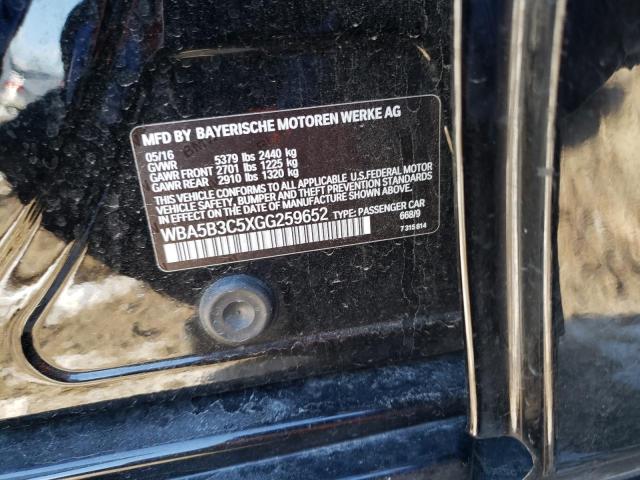 MFD BY BAYERISCHE MOTOREN WERKE AG
05/16
GVWR 5379 lbs 2440 kg
GAWR FRONT 2701 lbs 1225 kg
GAWR REAR 2910 lbs 1320 kg
THIS VEHICLE CONFORMS TO ALL APPLICABLE U.S.FEDERAL MOTOR
VEHICLE SAFETY, BUMPER AND THEFT PREVENTION STANDARDS
IN EFFECT ON THE DATE OF MANUFACTURE SHOWN ABOVE.
WBA5B3C5XGG259652 TYPE: PASSENGER CAR
668/9
7 315 814